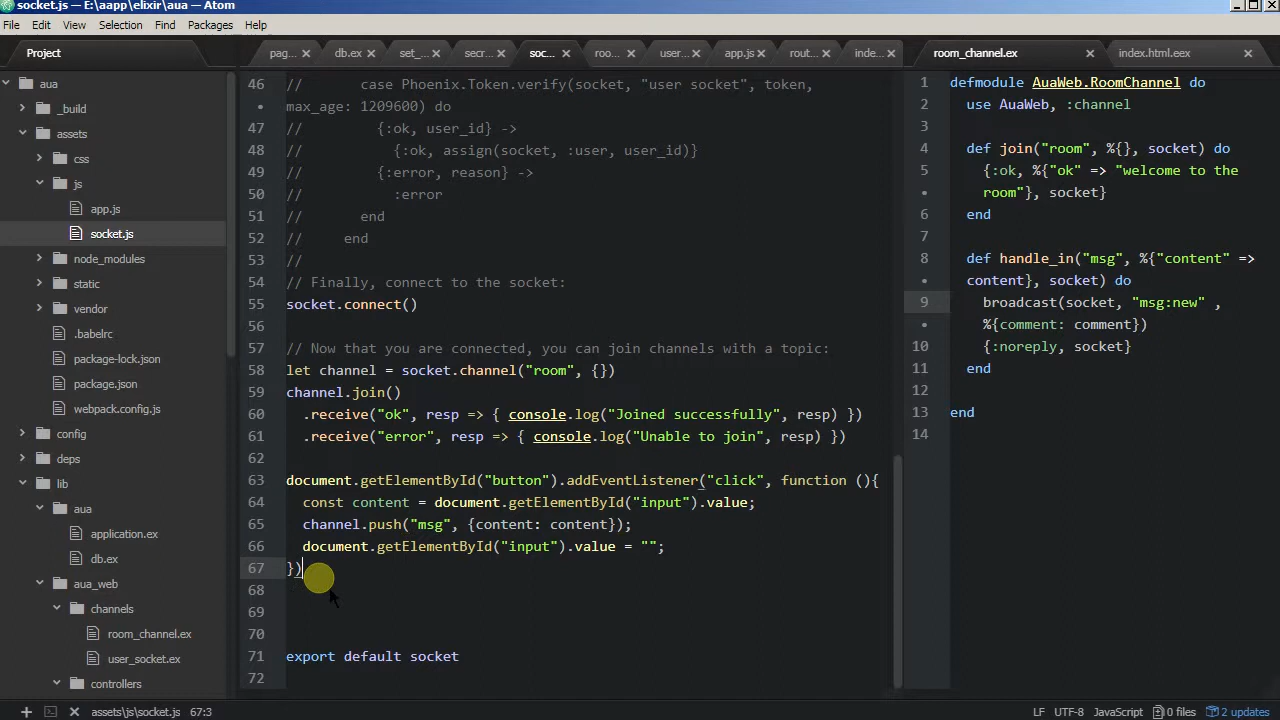 socket.js — E:\aapp\elixir\aua — Atom
File Edit View Selection Find Packages Help
Project
pag... db.ex set_... secr... soc... roo... user... app.js rout... inde... room_channel.ex index.html.eex
aua
_build
assets
css
js
app.js
socket.js
node_modules
static
vendor
.babelrc
package-lock.json
package.json
webpack.config.js
config
deps
lib
aua
application.ex
db.ex
aua_web
channels
room_channel.ex
user_socket.ex
controllers
46 //      case Phoenix.Token.verify(socket, "user socket", token,
• max_age: 1209600) do
47 //        {:ok, user_id} ->
48 //          {:ok, assign(socket, :user, user_id)}
49 //        {:error, reason} ->
50 //          :error
51 //      end
52 //    end
53 //
54 // Finally, connect to the socket:
55 socket.connect()
56
57 // Now that you are connected, you can join channels with a topic:
58 let channel = socket.channel("room", {})
59 channel.join()
60   .receive("ok", resp => { console.log("Joined successfully", resp) })
61   .receive("error", resp => { console.log("Unable to join", resp) })
62
63 document.getElementById("button").addEventListener("click", function (){
64   const content = document.getElementById("input").value;
65   channel.push("msg", {content: content});
66   document.getElementById("input").value = "";
67 })
68
69
70
71 export default socket
72
1 defmodule AuaWeb.RoomChannel do
2   use AuaWeb, :channel
3
4   def join("room", %{}, socket) do
5     {:ok, %{"ok" => "welcome to the
•     room"}, socket}
6   end
7
8   def handle_in("msg", %{"content" =>
•   content}, socket) do
9     broadcast(socket, "msg:new" ,
•     %{comment: comment})
10     {:noreply, socket}
11   end
12
13 end
14
assets\js\socket.js 67:3 LF UTF-8 JavaScript 0 files 2 updates